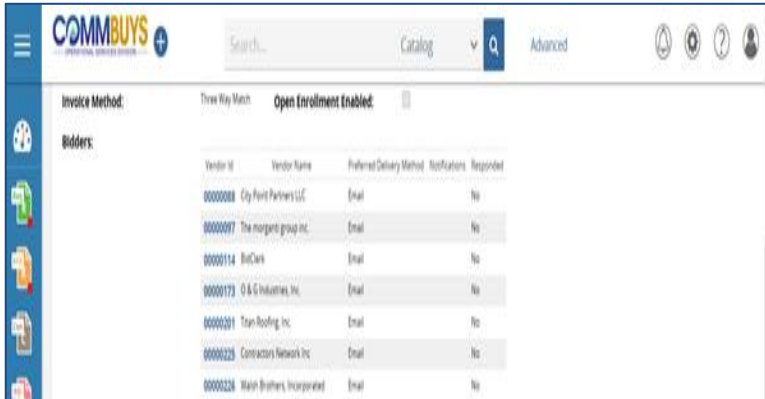 COMMBUYS
OPERATIONAL SERVICES DIVISION
Search... Catalog Advanced
Invoice Method: Three Way Match Open Enrollment Enabled:
Bidders:
Vendor Id Vendor Name Preferred Delivery Method Notifications Responded
00000088 City Point Partners LLC Email No
00000097 The morganti group inc. Email No
00000114 BidClerk Email No
00000173 O & G Industries, Inc. Email No
00000201 Titan Roofing, Inc. Email No
00000225 Contractors Network Inc Email No
00000226 Walsh Brothers, Incorporated Email No